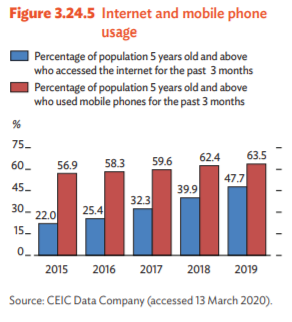 Figure 3.24.5 Internet and mobile phone
usage
Percentage of population 5 years old and above
who accessed the internet for the past 3 months
Percentage of population 5 years old and above
who used mobile phones for the past 3 months
%
75
60
45
30
15
0
22.0 56.9 25.4 58.3 32.3 59.6 39.9 62.4 47.7 63.5
2015 2016 2017 2018 2019
Source: CEIC Data Company (accessed 13 March 2020).